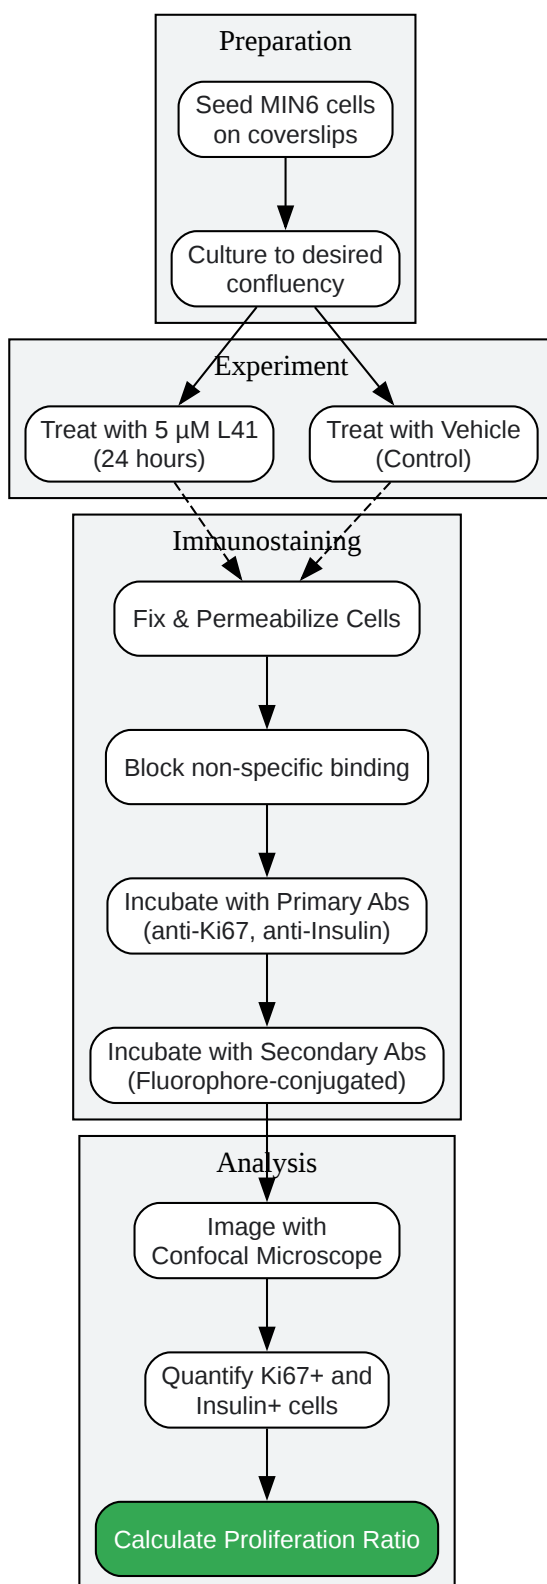 Preparation
Seed MIN6 cells
on coverslips
Culture to desired
confluency
Experiment
Treat with 5 µM L41
(24 hours)
Treat with Vehicle
(Control)
Immunostaining
Fix & Permeabilize Cells
Block non-specific binding
Incubate with Primary Abs
(anti-Ki67, anti-Insulin)
Incubate with Secondary Abs
(Fluorophore-conjugated)
Analysis
Image with
Confocal Microscope
Quantify Ki67+ and
Insulin+ cells
Calculate Proliferation Ratio